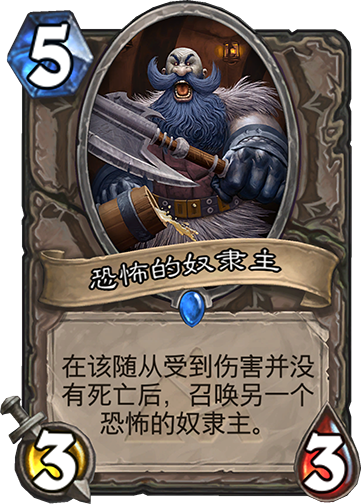 5
恐怖的奴隶主
在该随从受到伤害并没
有死亡后，召唤另一个
恐怖的奴隶主。
3
3